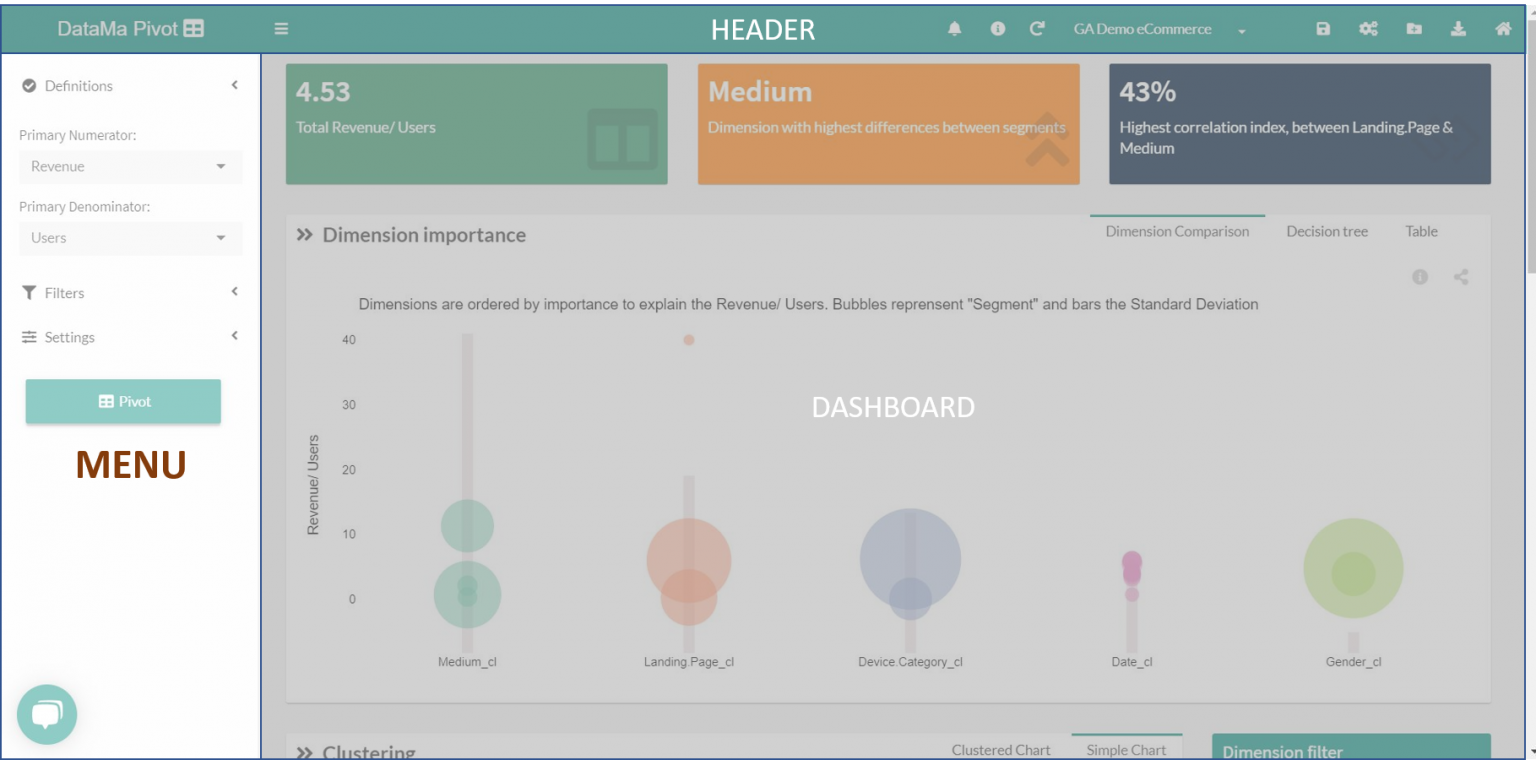 DataMa Pivot
HEADER
GA Demo eCommerce
Definitions
Primary Numerator:
Revenue
Primary Denominator:
Users
Filters
Settings
Pivot
MENU
4.53
Total Revenue/ Users
Medium
Dimension with highest differences between segments
43%
Highest correlation index, between Landing.Page &
Medium
Dimension importance
Dimension Comparison
Decision tree
Table
Dimensions are ordered by importance to explain the Revenue/ Users. Bubbles reprensent "Segment" and bars the Standard Deviation
40
30
20
10
0
Revenue/ Users
DASHBOARD
Medium_cl
Landing.Page_cl
Device.Category_cl
Date_cl
Gender_cl
Clustering
Clustered Chart
Simple Chart
Dimension filter